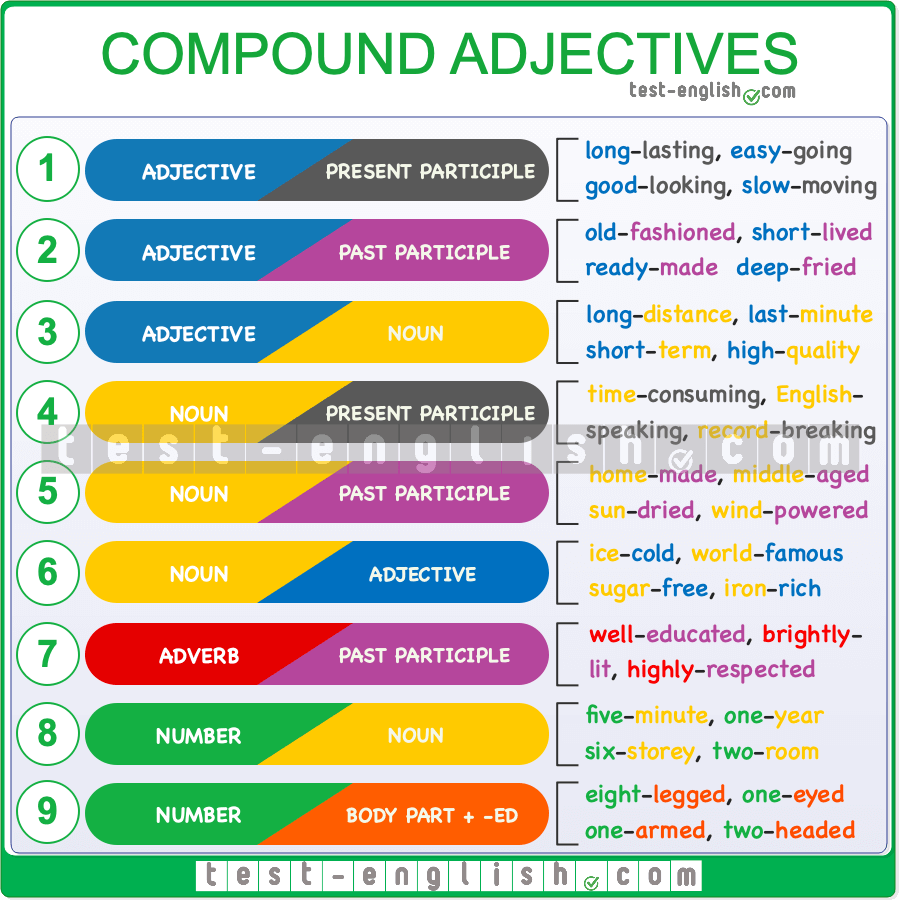 COMPOUND ADJECTIVES
test-english.com
1 ADJECTIVE PRESENT PARTICIPLE
long-lasting, easy-going
good-looking, slow-moving
2 ADJECTIVE PAST PARTICIPLE
old-fashioned, short-lived
ready-made deep-fried
3 ADJECTIVE NOUN
long-distance, last-minute
short-term, high-quality
4 NOUN PRESENT PARTICIPLE
time-consuming, English-
speaking, record-breaking
test-english.com
5 NOUN PAST PARTICIPLE
home-made, middle-aged
sun-dried, wind-powered
6 NOUN ADJECTIVE
ice-cold, world-famous
sugar-free, iron-rich
7 ADVERB PAST PARTICIPLE
well-educated, brightly-
lit, highly-respected
8 NUMBER NOUN
five-minute, one-year
six-storey, two-room
9 NUMBER BODY PART + -ED
eight-legged, one-eyed
one-armed, two-headed
test-english.com